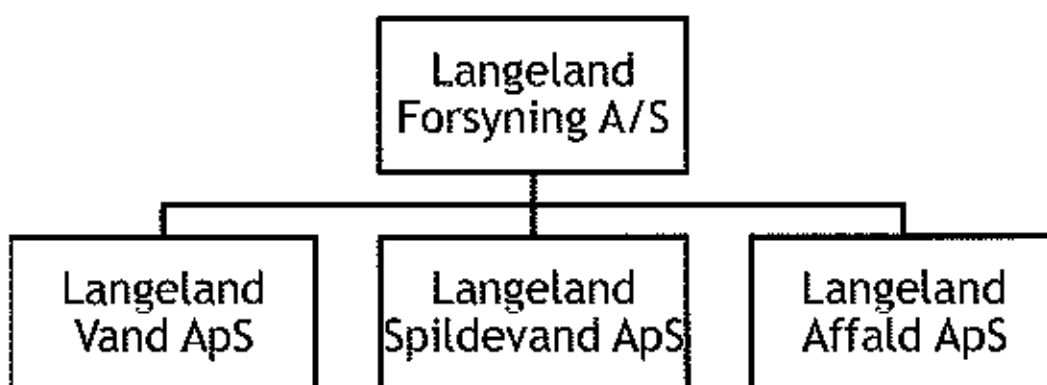 Langeland
Forsyning A/S
Langeland
Vand ApS
Langeland
Spildevand ApS
Langeland
Affald ApS